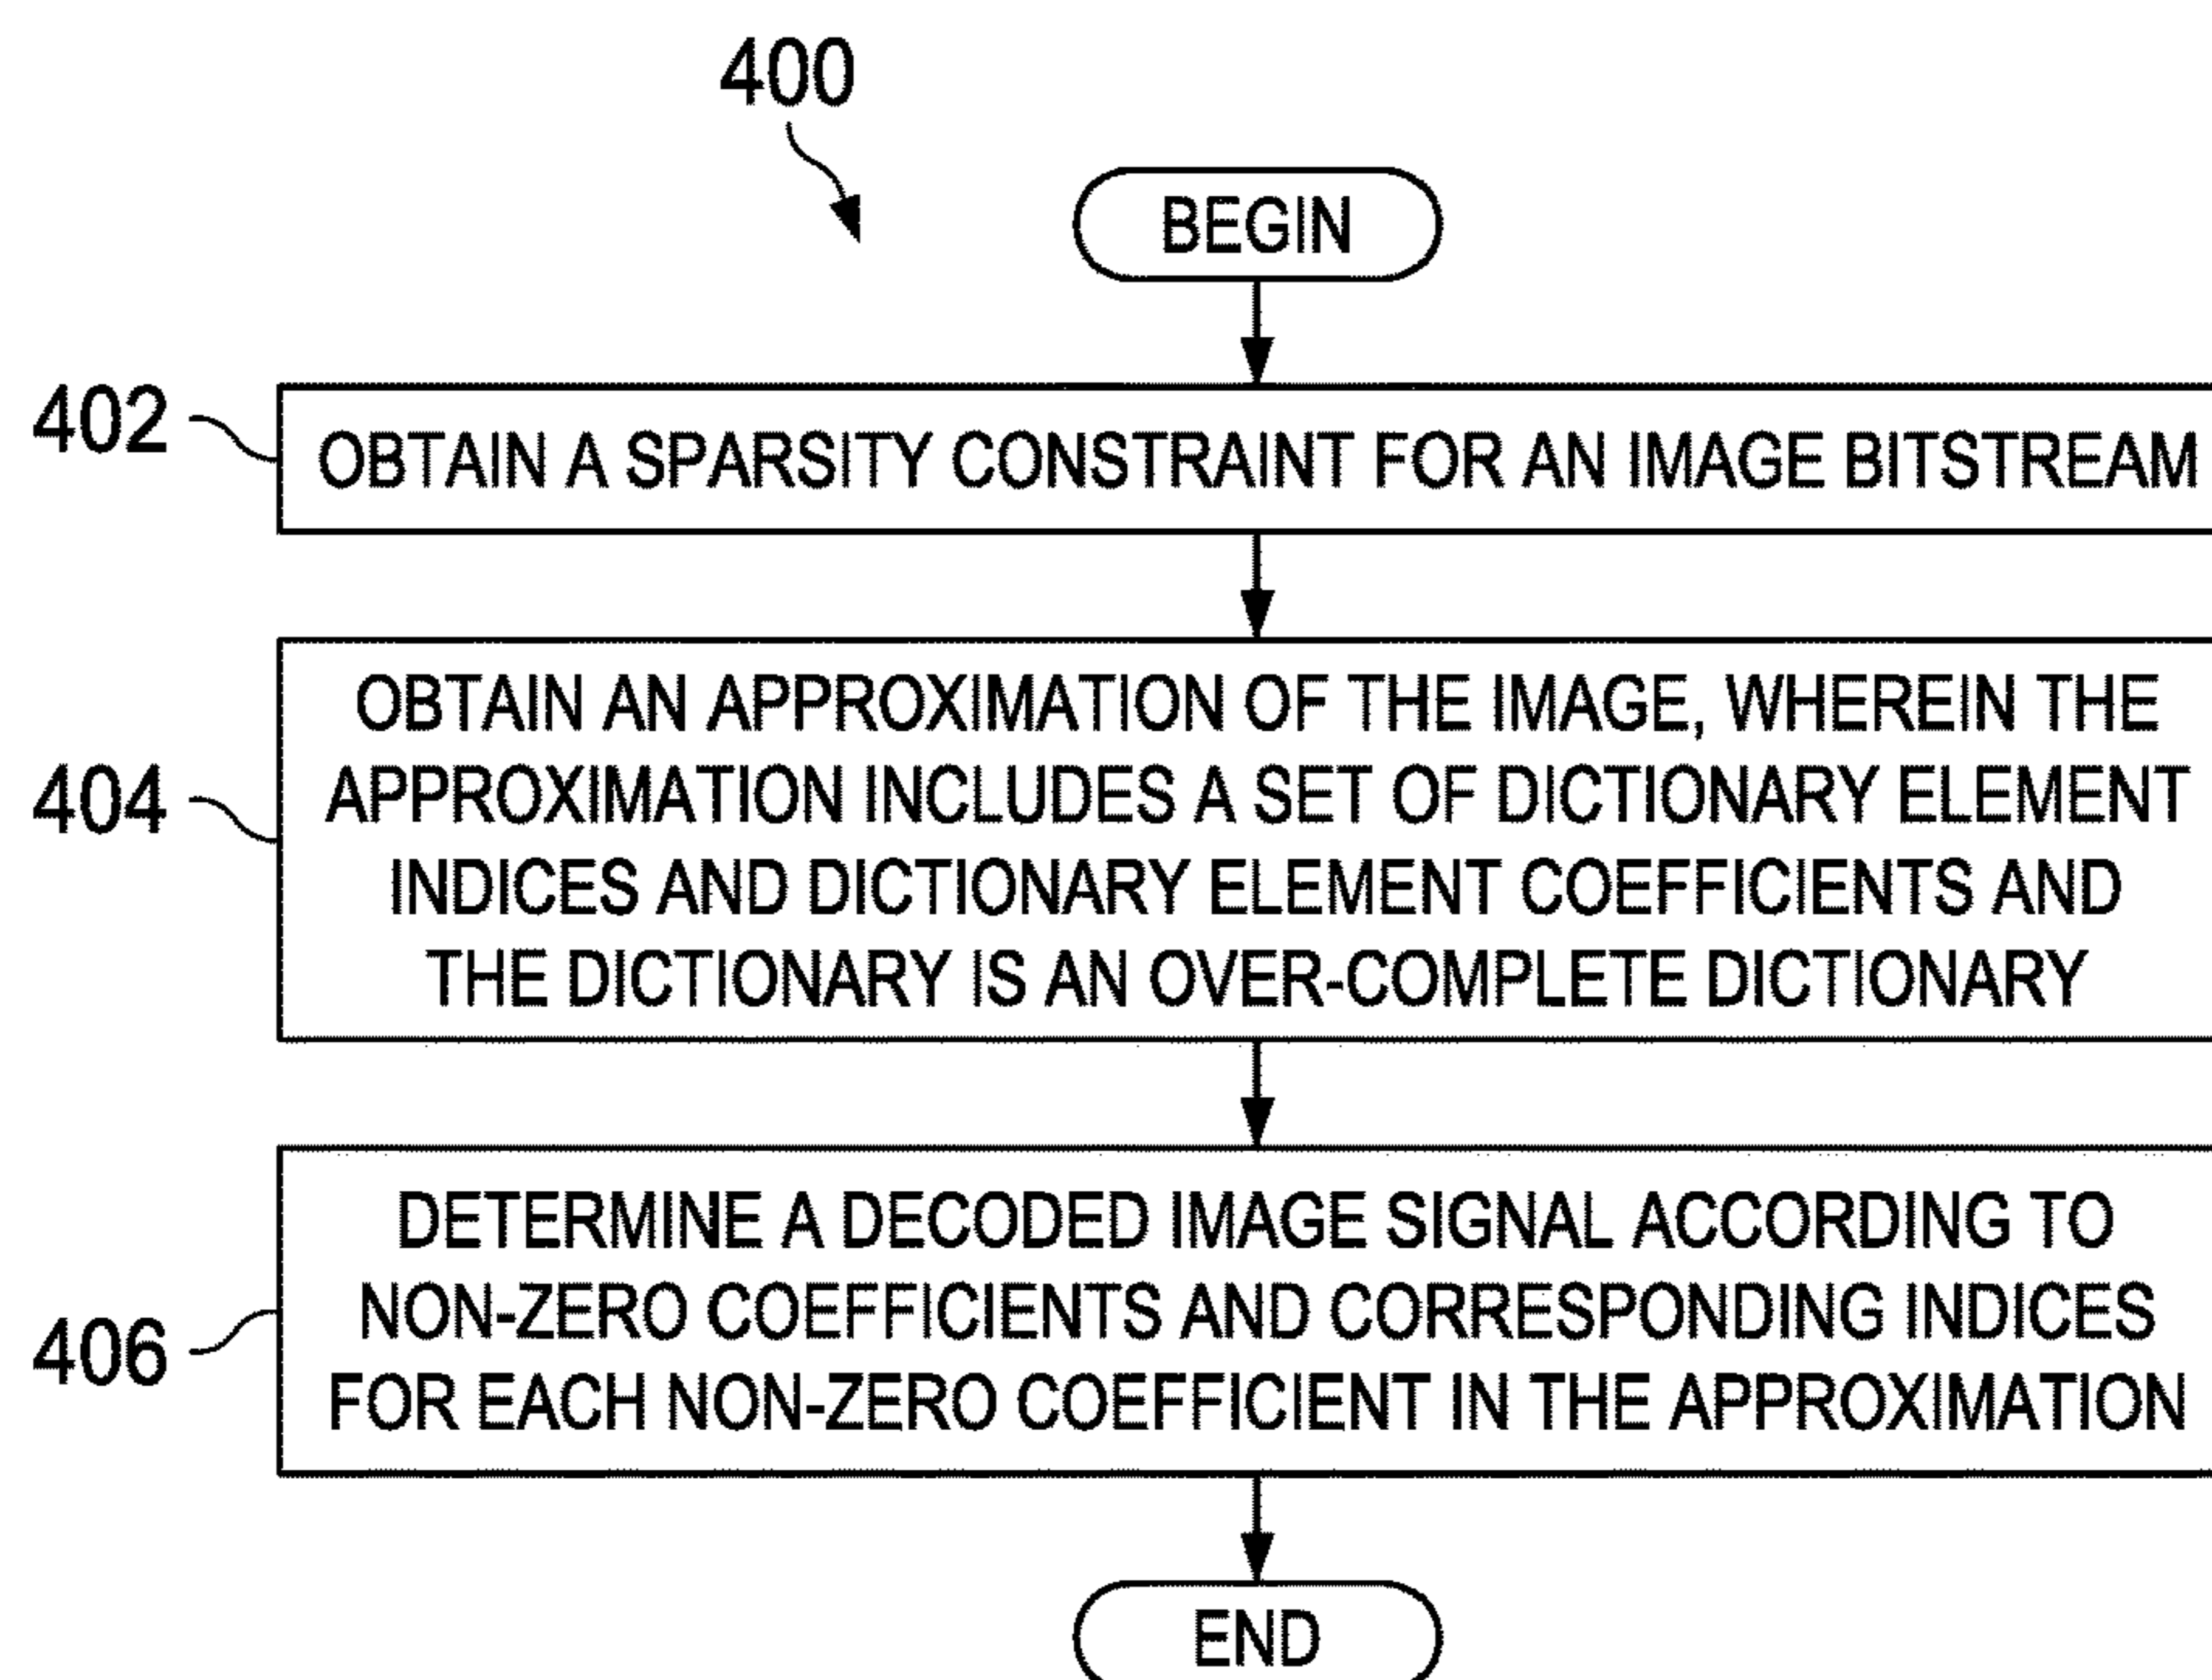 400
BEGIN
402
OBTAIN A SPARSITY CONSTRAINT FOR AN IMAGE BITSTREAM
404
OBTAIN AN APPROXIMATION OF THE IMAGE, WHEREIN THE
APPROXIMATION INCLUDES A SET OF DICTIONARY ELEMENT
INDICES AND DICTIONARY ELEMENT COEFFICIENTS AND
THE DICTIONARY IS AN OVER-COMPLETE DICTIONARY
406
DETERMINE A DECODED IMAGE SIGNAL ACCORDING TO
NON-ZERO COEFFICIENTS AND CORRESPONDING INDICES
FOR EACH NON-ZERO COEFFICIENT IN THE APPROXIMATION
END